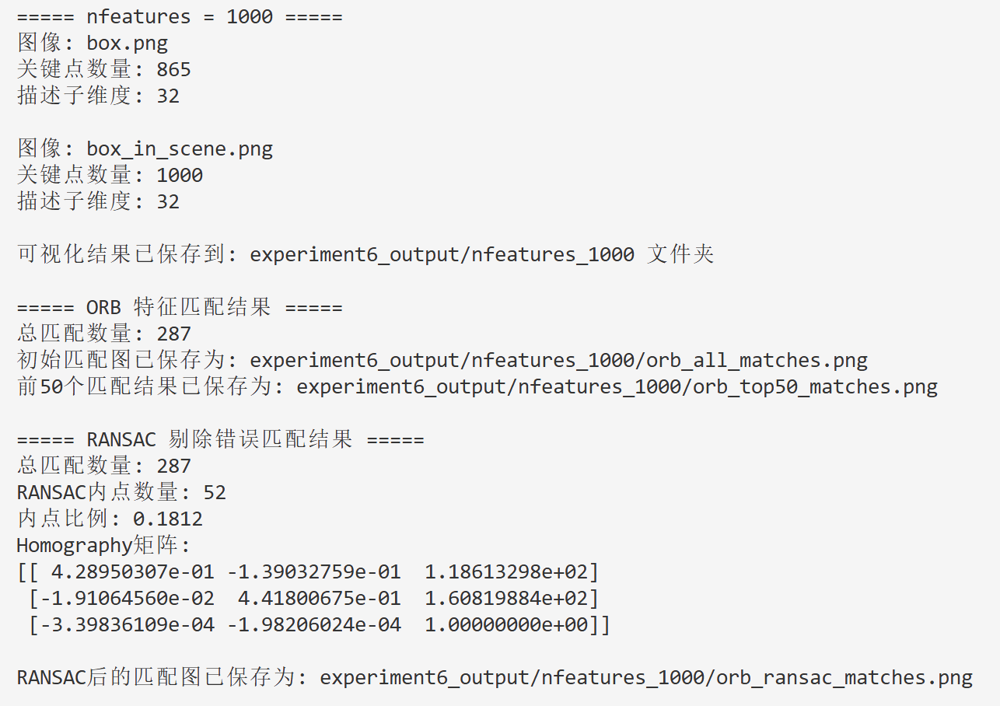 ===== nfeatures = 1000 =====
图像: box.png
关键点数量: 865
描述子维度: 32
图像: box_in_scene.png
关键点数量: 1000
描述子维度: 32
可视化结果已保存到: experiment6_output/nfeatures_1000 文件夹
===== ORB 特征匹配结果 =====
总匹配数量: 287
初始匹配图已保存为: experiment6_output/nfeatures_1000/orb_all_matches.png
前50个匹配结果已保存为: experiment6_output/nfeatures_1000/orb_top50_matches.png
===== RANSAC 剔除错误匹配结果 =====
总匹配数量: 287
RANSAC内点数量: 52
内点比例: 0.1812
Homography矩阵:
[[ 4.28950307e-01 -1.39032759e-01  1.18613298e+02]
 [-1.91064560e-02  4.41800675e-01  1.60819884e+02]
 [-3.39836109e-04 -1.98206024e-04  1.00000000e+00]]
RANSAC后的匹配图已保存为: experiment6_output/nfeatures_1000/orb_ransac_matches.png